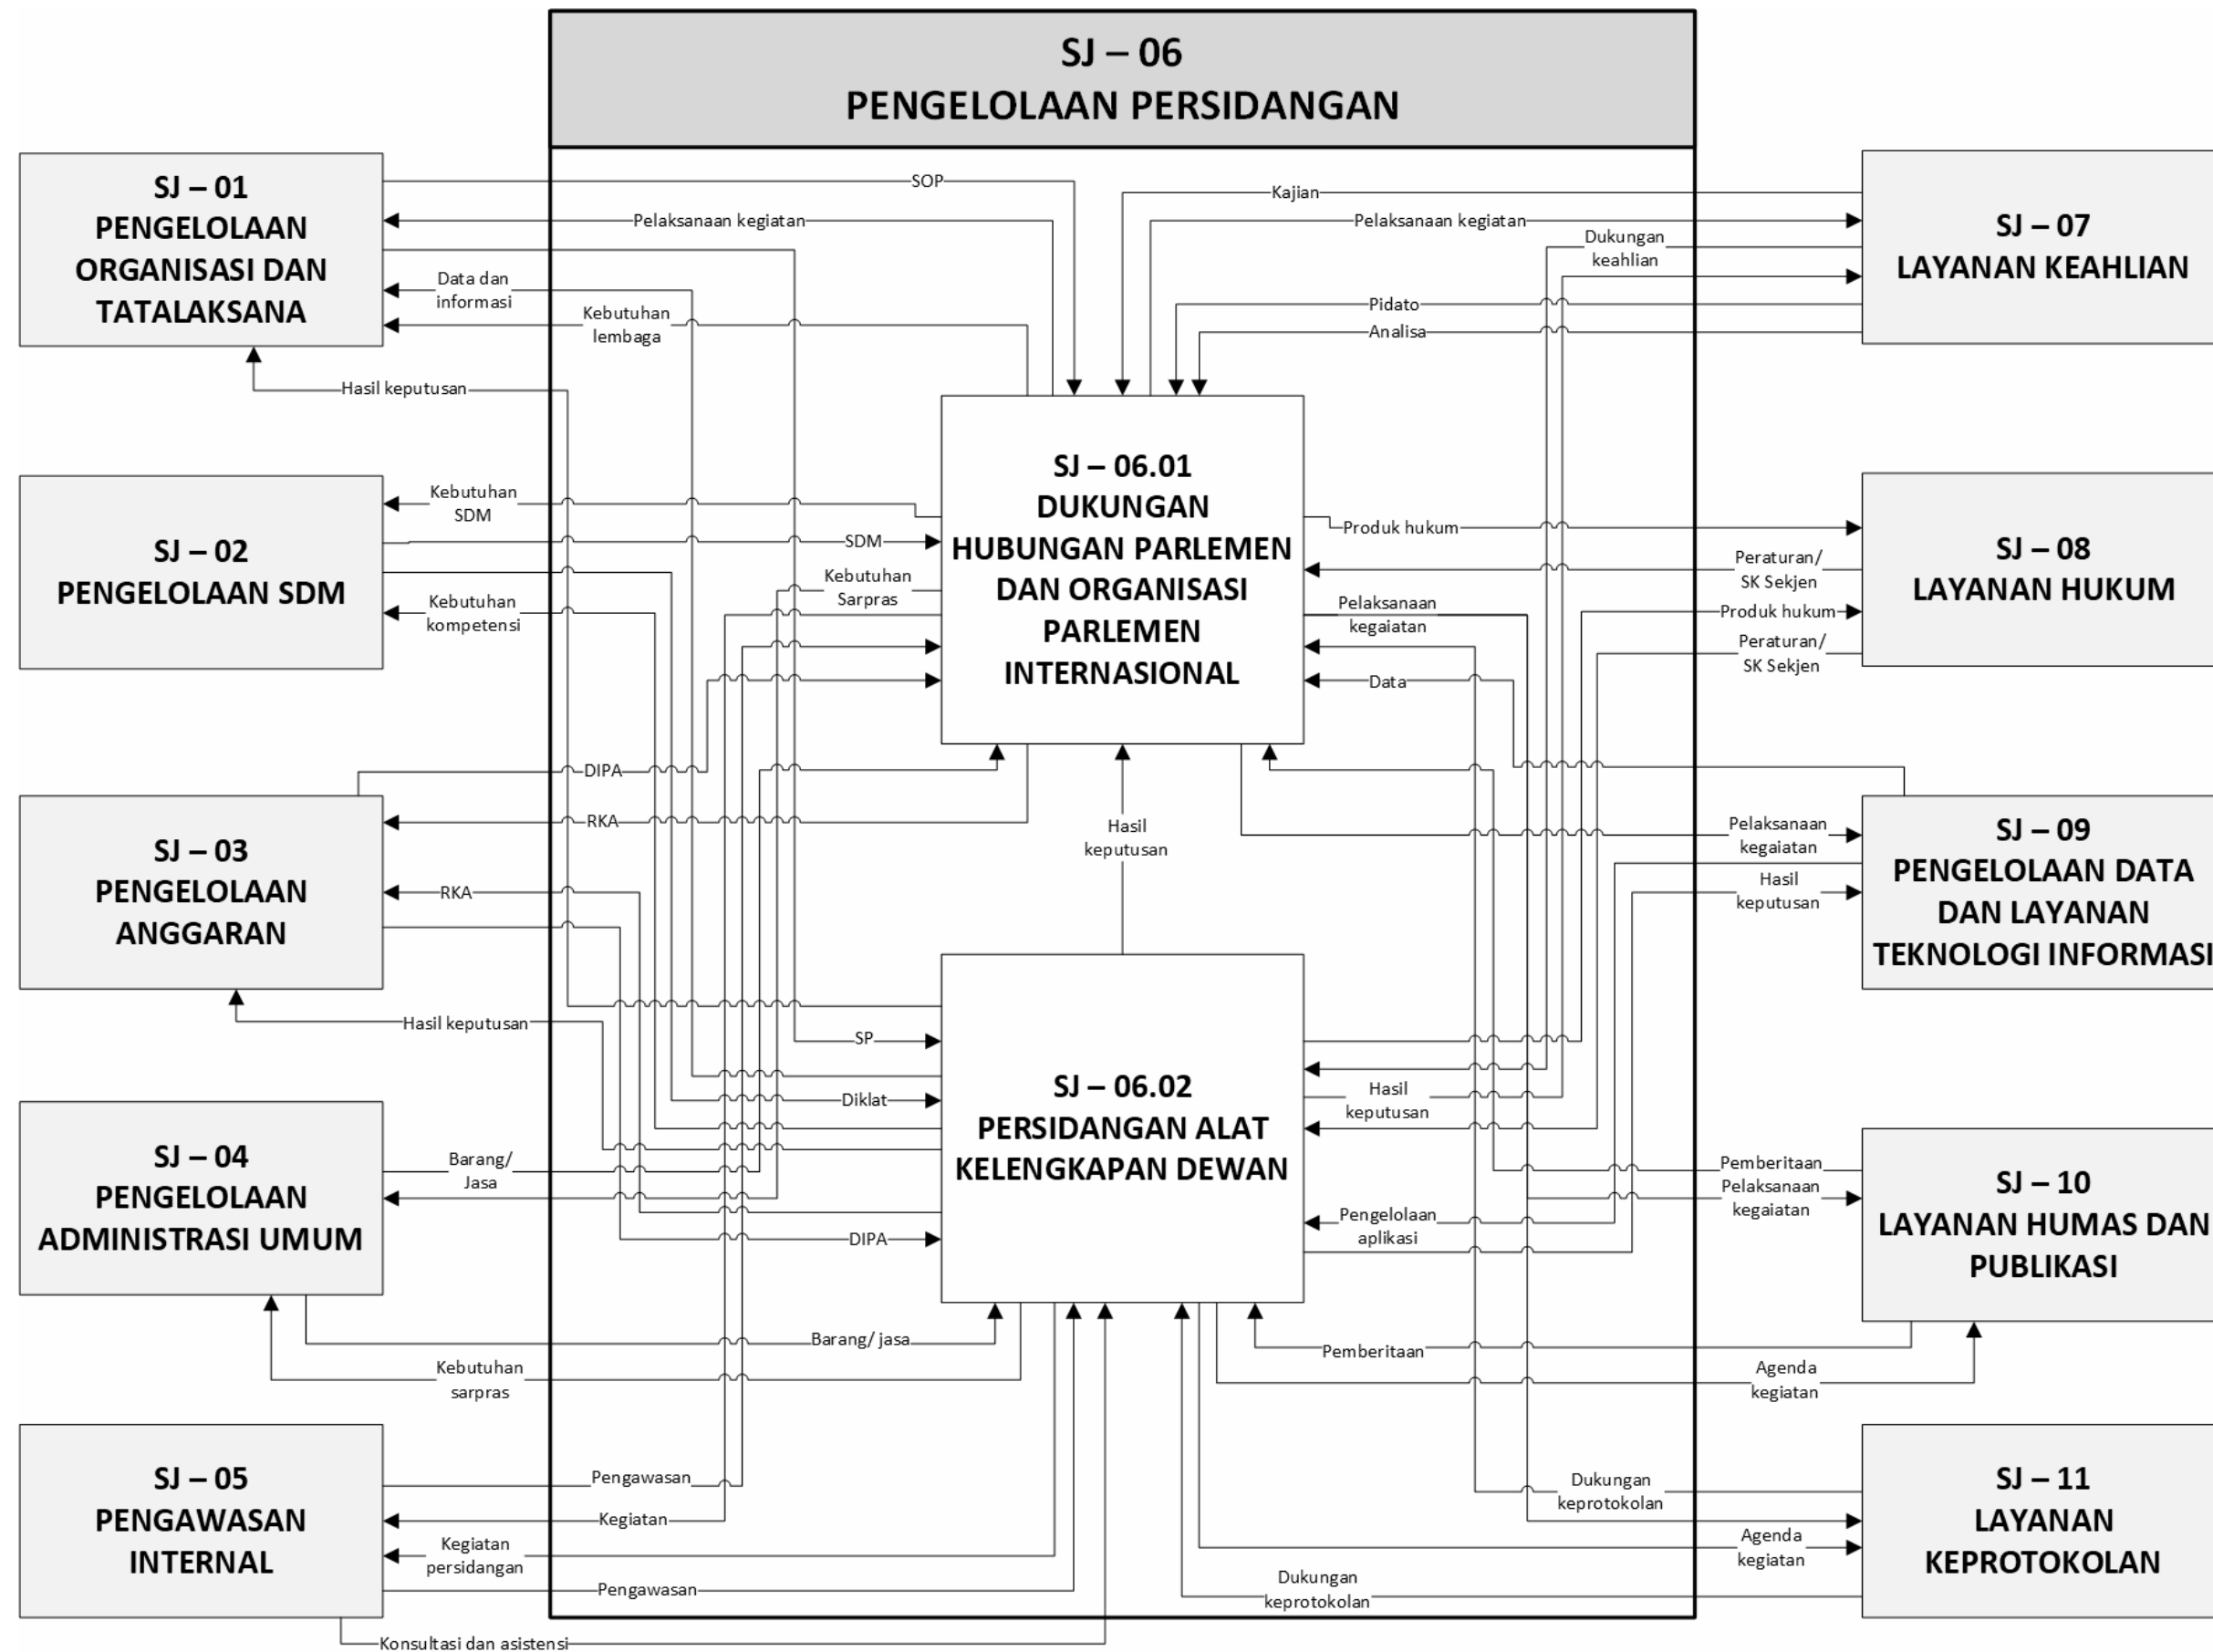 SJ – 06
PENGELOLAAN PERSIDANGAN
SJ – 01
PENGELOLAAN
ORGANISASI DAN
TATALAKSANA
SJ – 02
PENGELOLAAN SDM
SJ – 03
PENGELOLAAN
ANGGARAN
SJ – 04
PENGELOLAAN
ADMINISTRASI UMUM
SJ – 05
PENGAWASAN
INTERNAL
SOP
Pelaksanaan kegiatan
Data dan
informasi
Kebutuhan
lembaga
Hasil keputusan
Kebutuhan
SDM
SDM
Kebutuhan
Sarpras
Kebutuhan
kompetensi
DIPA
RKA
RKA
Hasil keputusan
SP
Diklat
Barang/
Jasa
DIPA
Barang/ jasa
Kebutuhan
sarpras
Pengawasan
Kegiatan
Kegiatan
persidangan
Pengawasan
Konsultasi dan asistensi
SJ – 06.01
DUKUNGAN
HUBUNGAN PARLEMEN
DAN ORGANISASI
PARLEMEN
INTERNASIONAL
Hasil
keputusan
SJ – 06.02
PERSIDANGAN ALAT
KELENGKAPAN DEWAN
Kajian
Pelaksanaan kegiatan
Dukungan
keahlian
Pidato
Analisa
Produk hukum
Peraturan/
SK Sekjen
Pelaksanaan
kegaiatan
Produk hukum
Peraturan/
SK Sekjen
Data
Pelaksanaan
kegaiatan
Hasil
keputusan
Hasil
keputusan
Pemberitaan
Pelaksanaan
kegaiatan
Pengelolaan
aplikasi
Pemberitaan
Agenda
kegiatan
Dukungan
keprotokolan
Agenda
kegiatan
Dukungan
keprotokolan
SJ – 07
LAYANAN KEAHLIAN
SJ – 08
LAYANAN HUKUM
SJ – 09
PENGELOLAAN DATA
DAN LAYANAN
TEKNOLOGI INFORMASI
SJ – 10
LAYANAN HUMAS DAN
PUBLIKASI
SJ – 11
LAYANAN
KEPROTOKOLAN